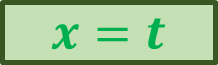 x = t